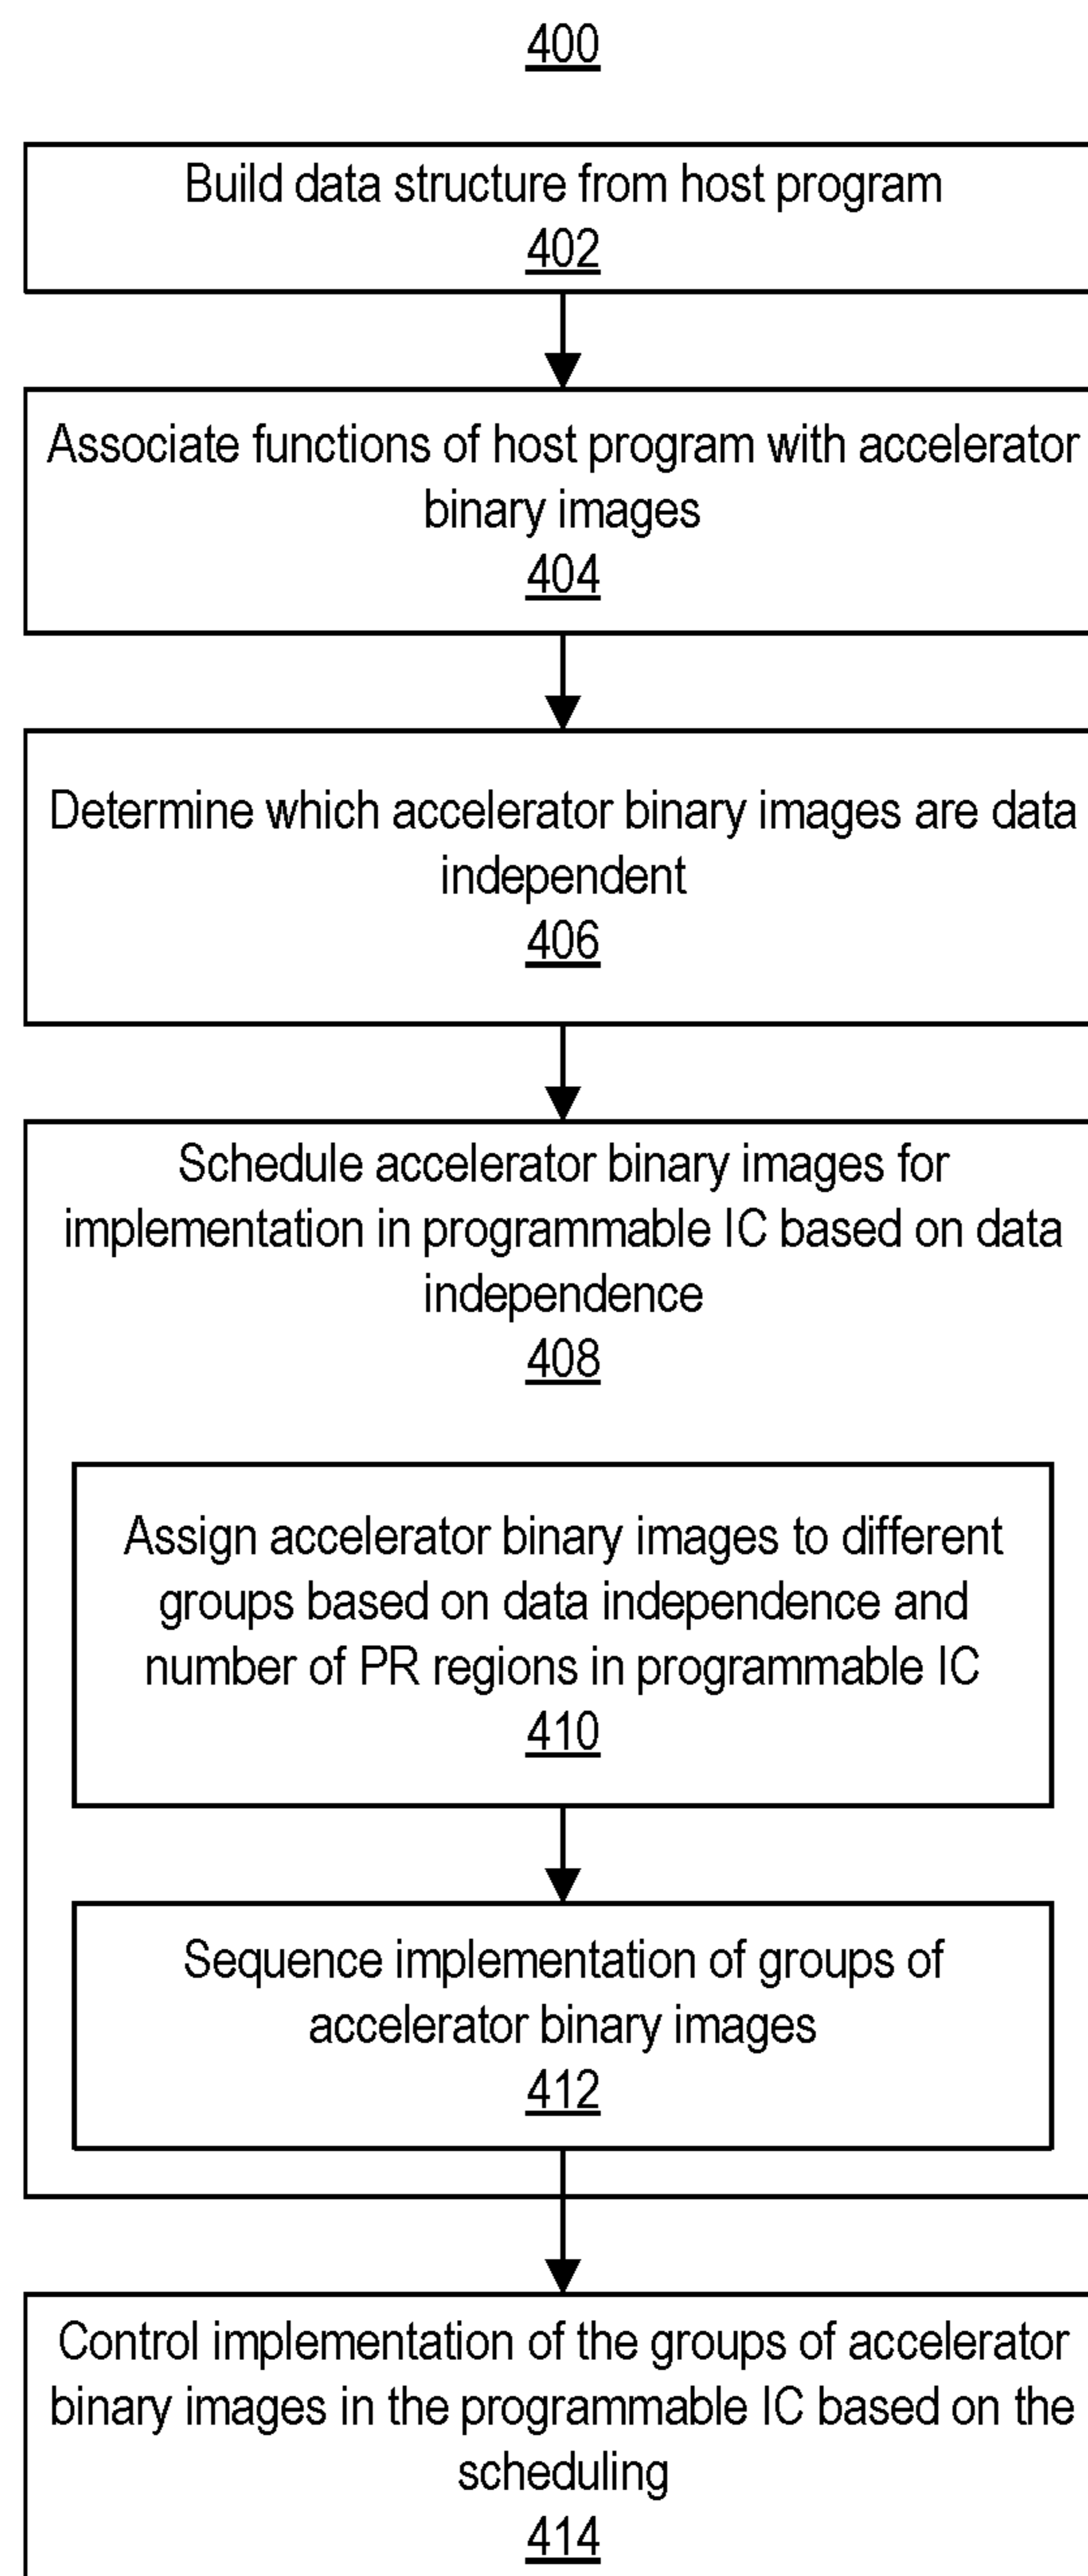 400
Build data structure from host program
402
Associate functions of host program with accelerator
binary images
404
Determine which accelerator binary images are data
independent
406
Schedule accelerator binary images for
implementation in programmable IC based on data
independence
408
Assign accelerator binary images to different
groups based on data independence and
number of PR regions in programmable IC
410
Sequence implementation of groups of
accelerator binary images
412
Control implementation of the groups of accelerator
binary images in the programmable IC based on the
scheduling
414